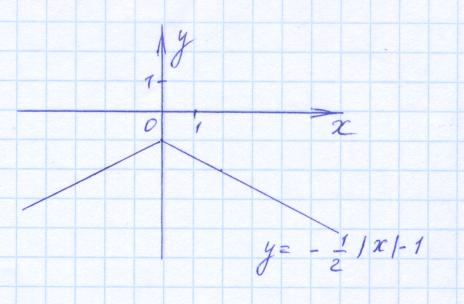 y
1
0 1 x
y = - 1/2 |x| - 1